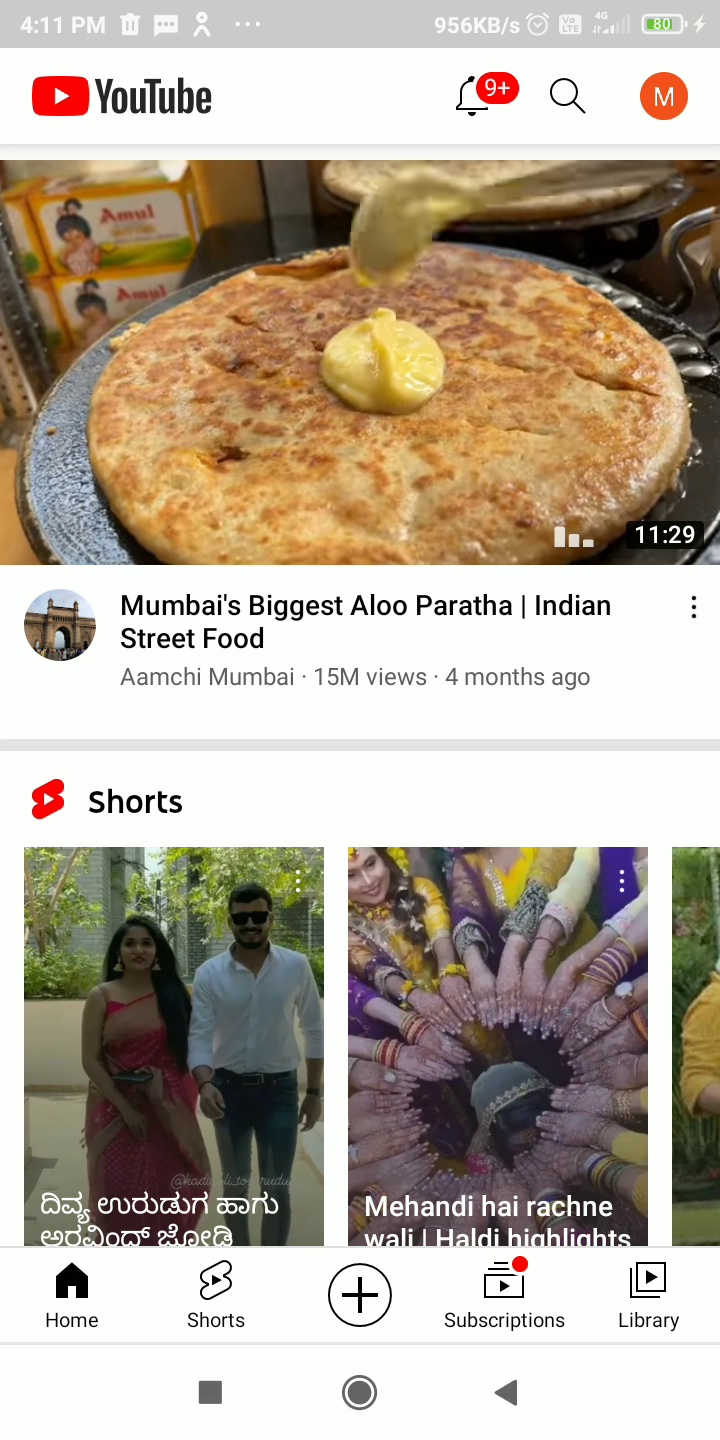 4:11 PM
956KB/s
Vo LTE
4G
80
YouTube
9+
M
Amul
Amul
11:29
Mumbai's Biggest Aloo Paratha | Indian
Street Food
Aamchi Mumbai · 15M views · 4 months ago
Shorts
ದಿವ್ಯ ಉರುಡುಗ ಹಾಗು
ಅರವಿಂದ್ ಜೋಡಿ
Mehandi hai rachne
wali | Haldi highlights
Home
Shorts
Subscriptions
Library